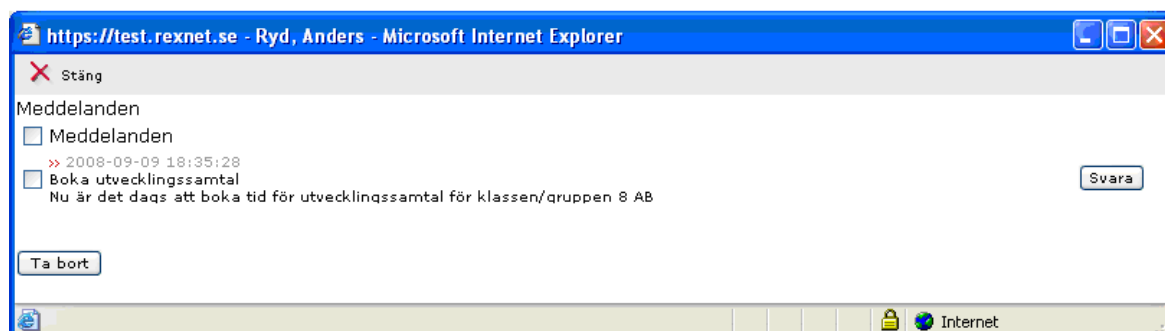 https://test.rexnet.se - Ryd, Anders - Microsoft Internet Explorer
Stäng
Meddelanden
Meddelanden
» 2008-09-09 18:35:28
Boka utvecklingssamtal
Svara
Nu är det dags att boka tid för utvecklingssamtal för klassen/gruppen 8 AB
Ta bort
Internet